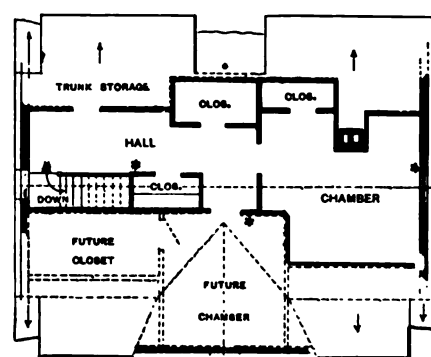 TRUNK STORAGE
CLOS.
CLOS.
HALL
CLOS.
DOWN
CHAMBER
FUTURE
CLOSET
FUTURE
CHAMBER